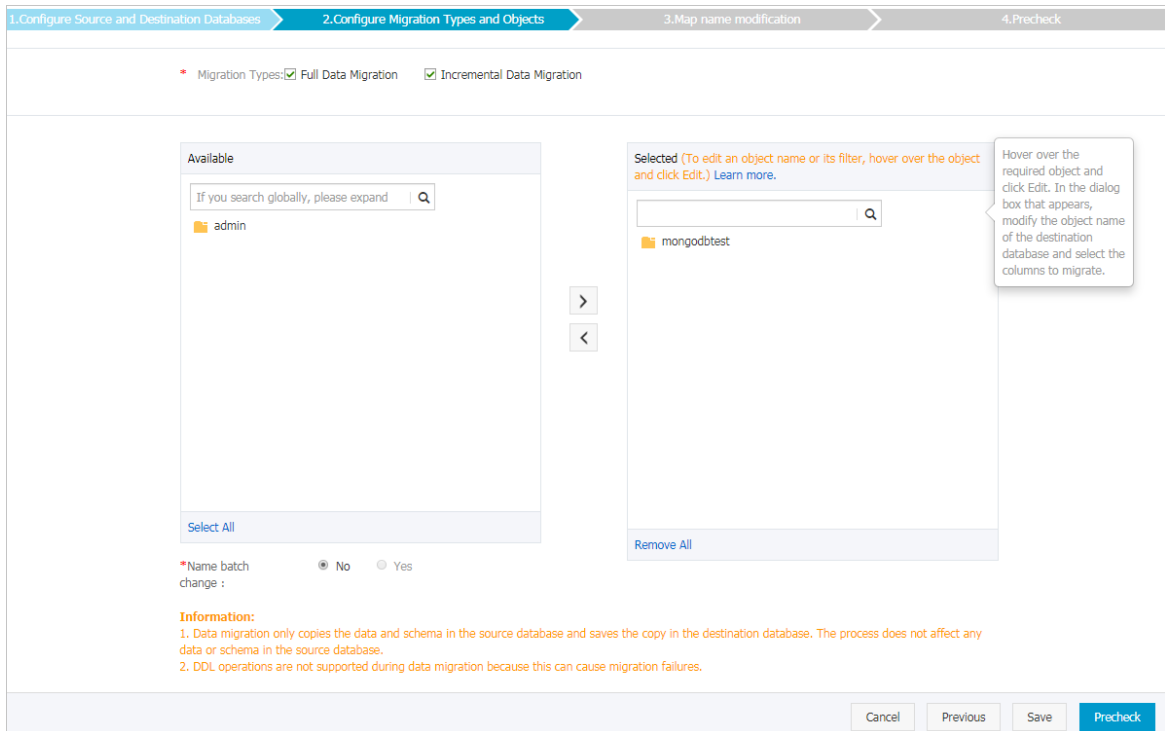 1.Configure Source and Destination Databases
2.Configure Migration Types and Objects
3.Map name modification
4.Precheck
* Migration Types: Full Data Migration Incremental Data Migration
Available
If you search globally, please expand
admin
Select All
Selected (To edit an object name or its filter, hover over the object
and click Edit.) Learn more.
mongodbtest
Remove All
Hover over the
required object and
click Edit. In the dialog
box that appears,
modify the object name
of the destination
database and select the
columns to migrate.
>
<
*Name batch
change :
No Yes
Information:
1. Data migration only copies the data and schema in the source database and saves the copy in the destination database. The process does not affect any
data or schema in the source database.
2. DDL operations are not supported during data migration because this can cause migration failures.
Cancel
Previous
Save
Precheck